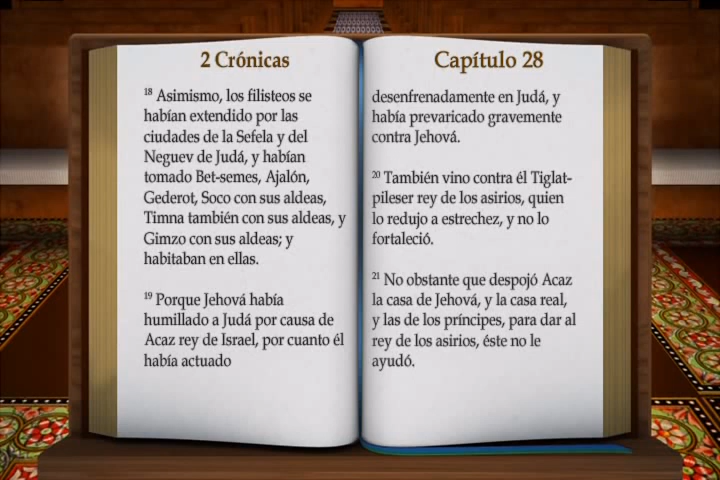 2 Crónicas
18 Asimismo, los filisteos se
habían extendido por las
ciudades de la Sefela y del
Neguev de Judá, y habían
tomado Bet-semes, Ajalón,
Gederot, Soco con sus aldeas,
Timna también con sus aldeas, y
Gimzo con sus aldeas; y
habitaban en ellas.
19 Porque Jehová había
humillado a Judá por causa de
Acaz rey de Israel, por cuanto él
había actuado
Capítulo 28
desenfrenadamente en Judá, y
había prevaricado gravemente
contra Jehová.
20 También vino contra él Tiglat-
pileser rey de los asirios, quien
lo redujo a estrechez, y no lo
fortaleció.
21 No obstante que despojó Acaz
la casa de Jehová, y la casa real,
y las de los príncipes, para dar al
rey de los asirios, éste no le
ayudó.